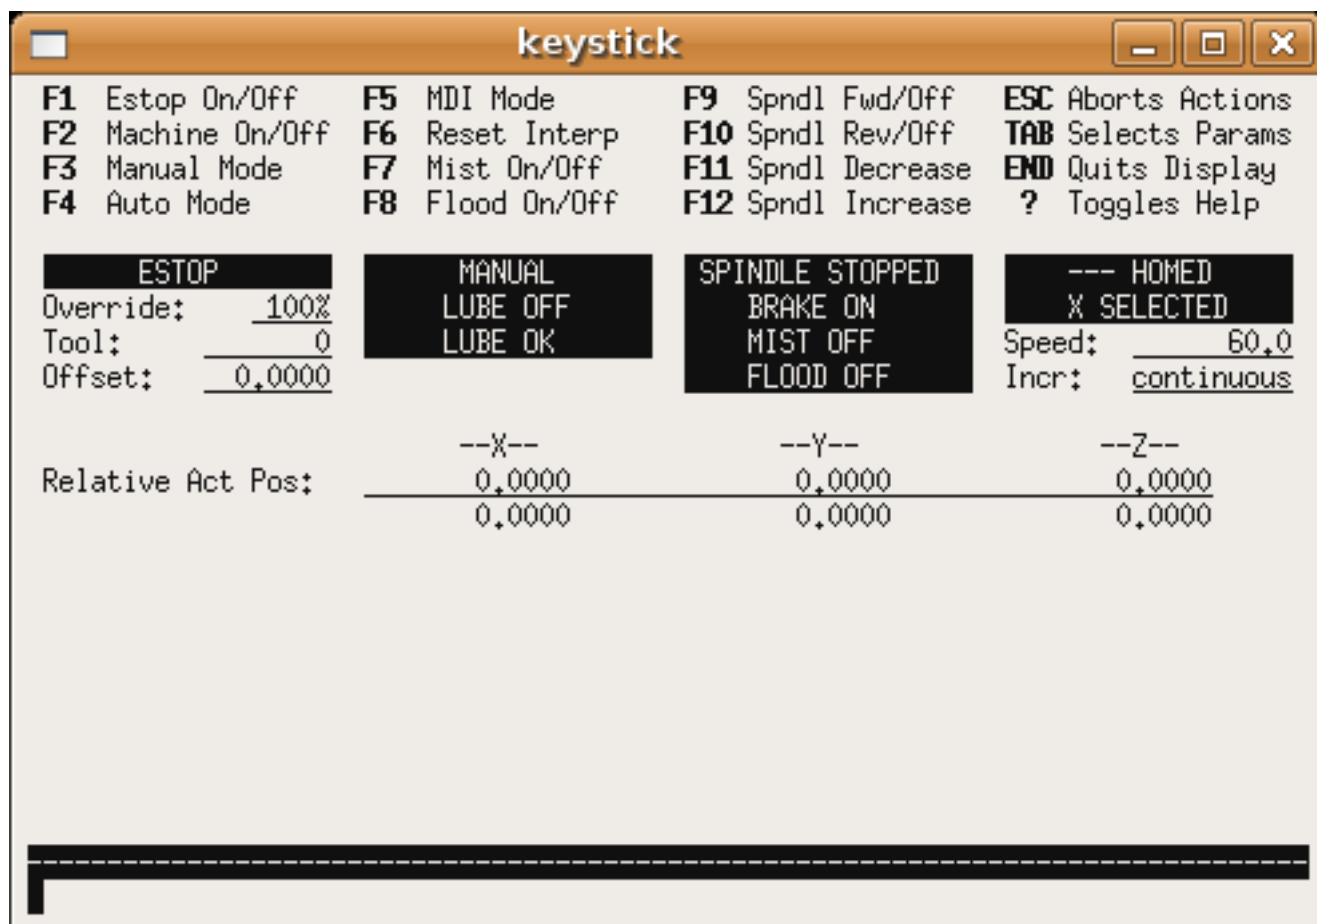 keystick
F1 Estop On/Off F5 MDI Mode F9 Spndl Fwd/Off ESC Aborts Actions
F2 Machine On/Off F6 Reset Interp F10 Spndl Rev/Off TAB Selects Params
F3 Manual Mode F7 Mist On/Off F11 Spndl Decrease END Quits Display
F4 Auto Mode F8 Flood On/Off F12 Spndl Increase ? Toggles Help
ESTOP MANUAL SPINDLE STOPPED --- HOMED
Override: 100% LUBE OFF BRAKE ON X SELECTED
Tool: 0 LUBE OK MIST OFF Speed: 60.0
Offset: 0.0000 FLOOD OFF Incr: continuous
--X-- --Y-- --Z--
Relative Act Pos: 0.0000 0.0000 0.0000
0.0000 0.0000 0.0000
--------------------------------------------------------------------------------